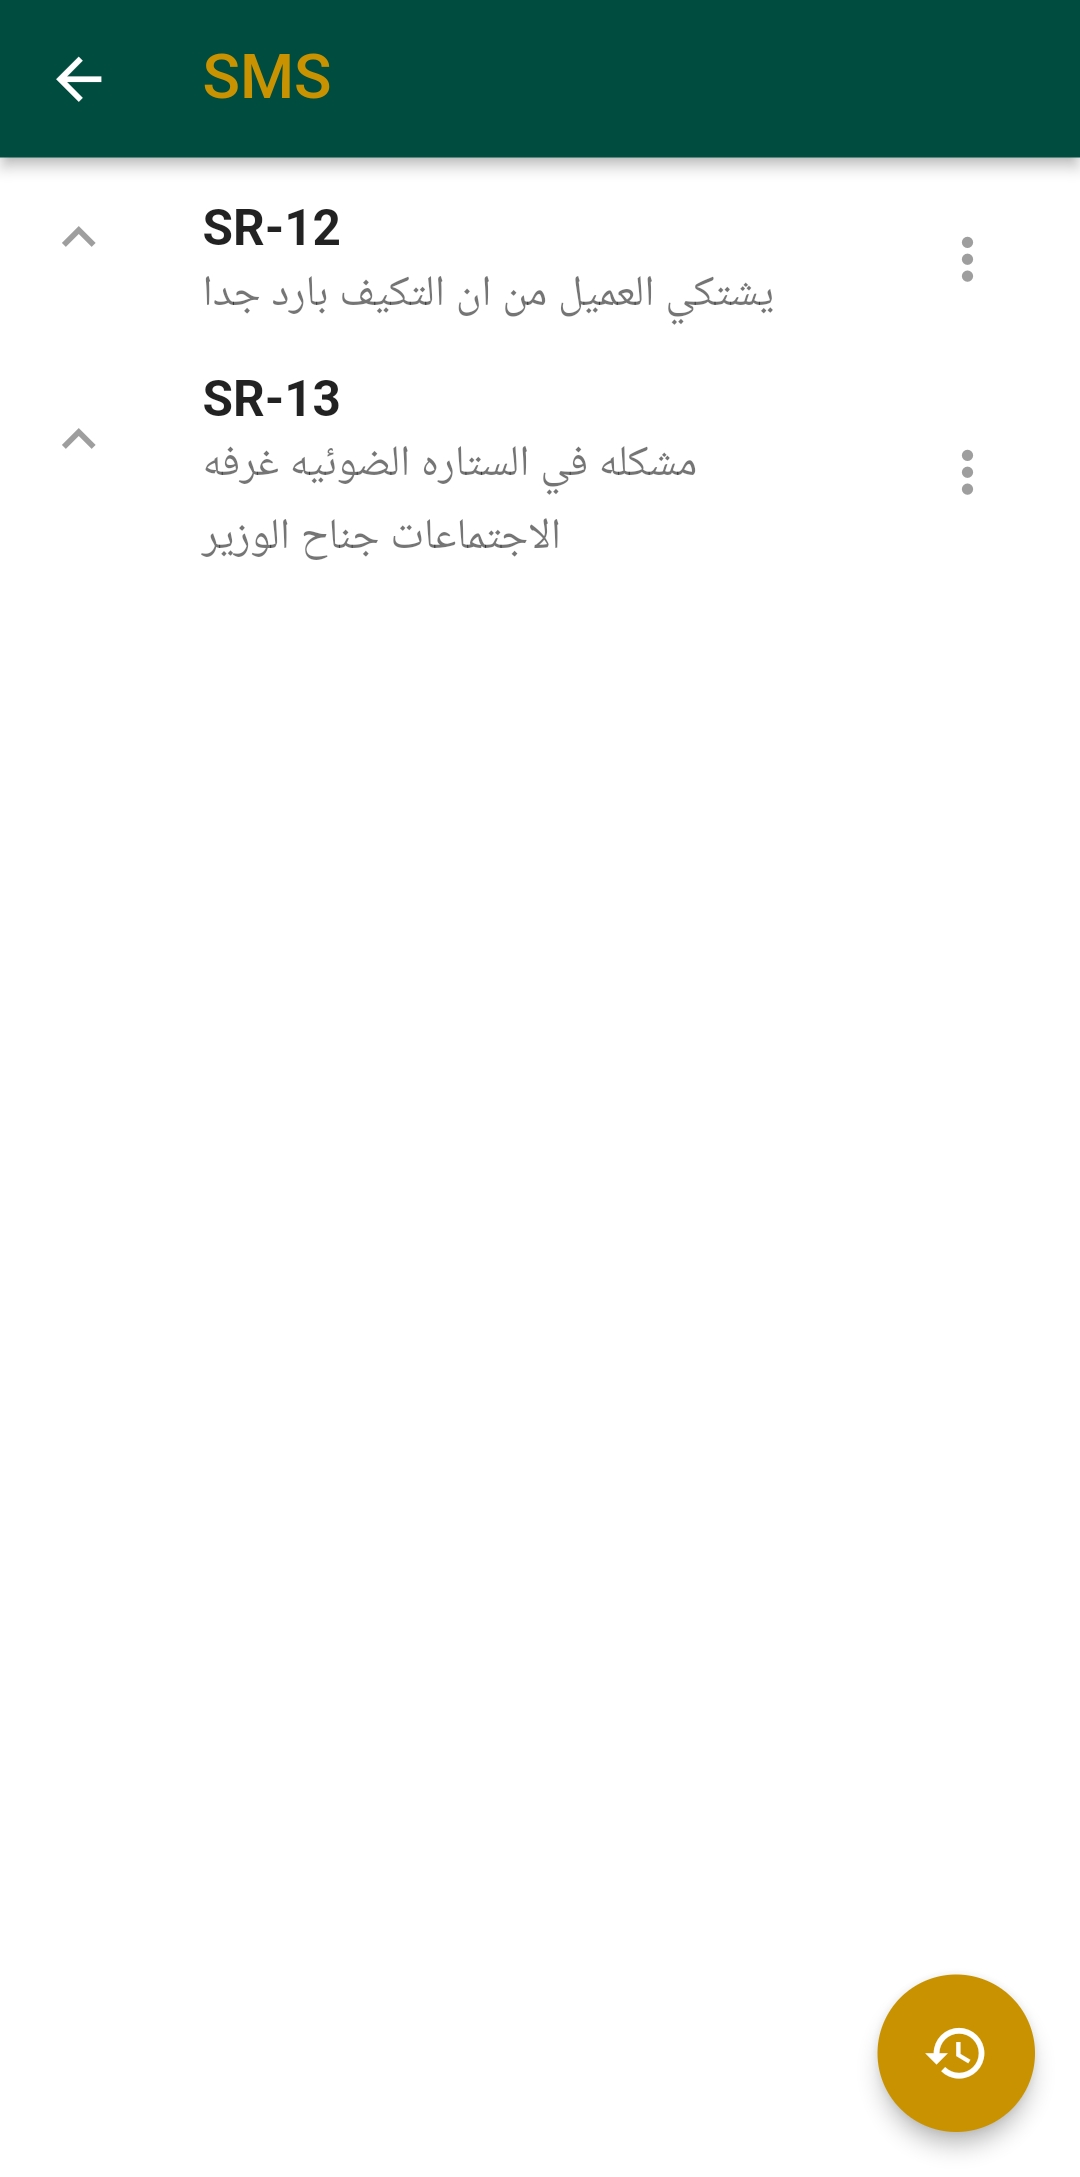 SMS
SR-12
يشتكي العميل من ان التكيف بارد جدا
SR-13
مشكله في الستاره الضوئيه غرفه
الاجتماعات جناح الوزير